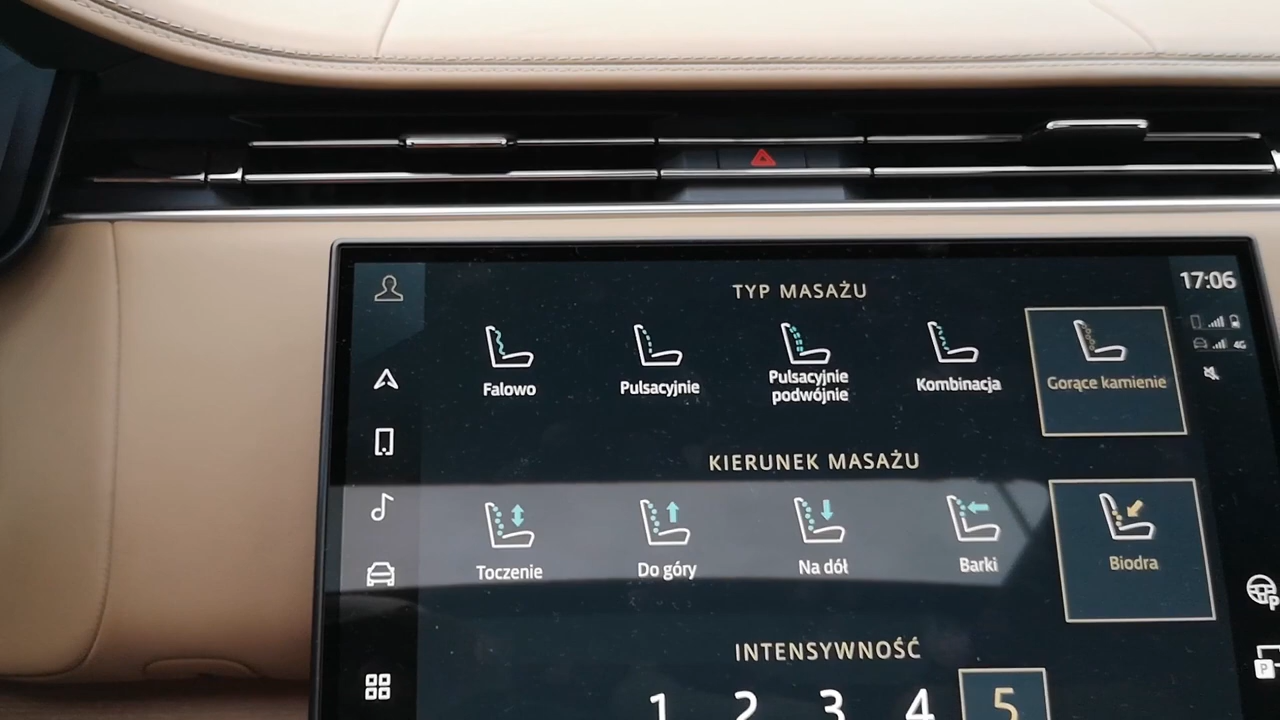 TYP MASAŻU
17:06
Falowo
Pulsacyjnie
Pulsacyjnie
podwójnie
Kombinacja
Gorące kamienie
4G
KIERUNEK MASAŻU
Toczenie
Do góry
Na dół
Barki
Biodra
P
P
INTENSYWNOŚĆ
1 2 3 4 5